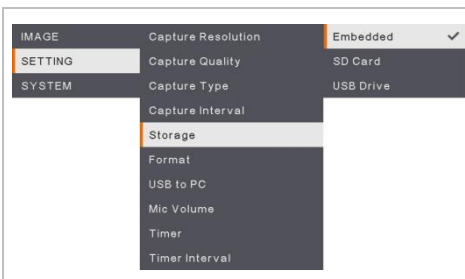 IMAGE
SETTING
SYSTEM
Capture Resolution
Capture Quality
Capture Type
Capture Interval
Storage
Format
USB to PC
Mic Volume
Timer
Timer Interval
Embedded
SD Card
USB Drive